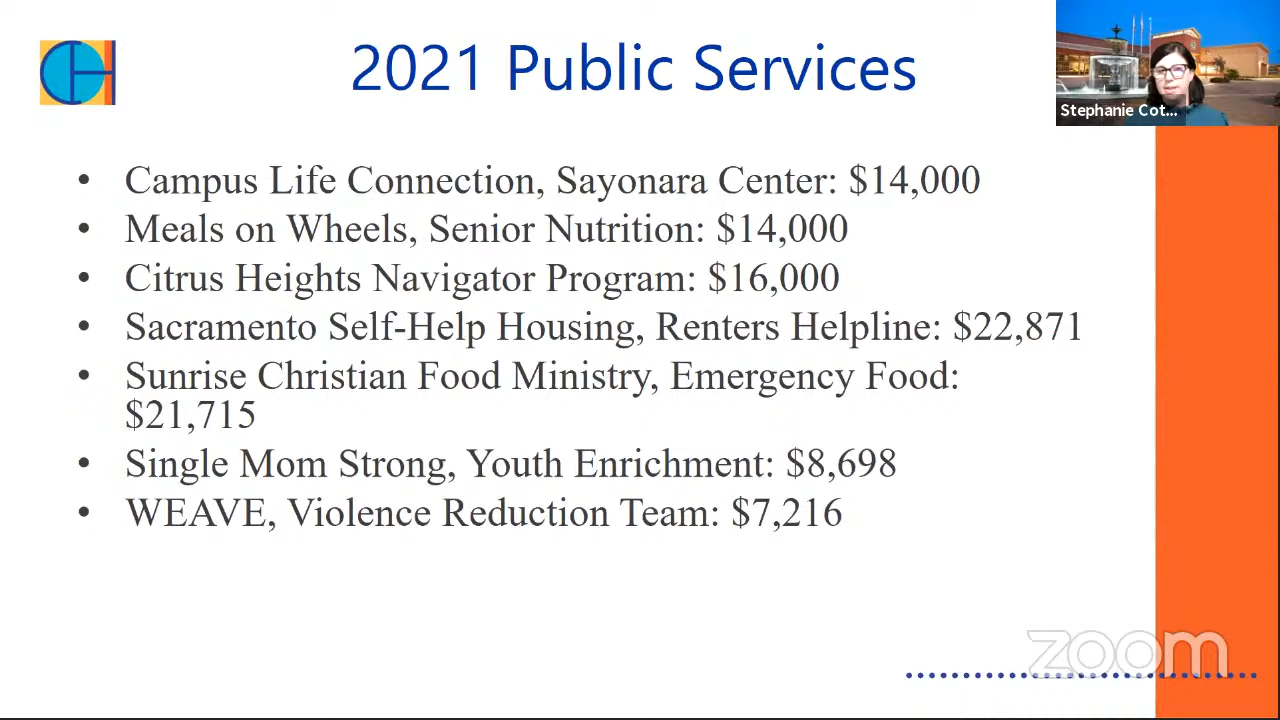 2021 Public Services
Stephanie Cot...
• Campus Life Connection, Sayonara Center: $14,000
• Meals on Wheels, Senior Nutrition: $14,000
• Citrus Heights Navigator Program: $16,000
• Sacramento Self-Help Housing, Renters Helpline: $22,871
• Sunrise Christian Food Ministry, Emergency Food:
$21,715
• Single Mom Strong, Youth Enrichment: $8,698
• WEAVE, Violence Reduction Team: $7,216
zoom